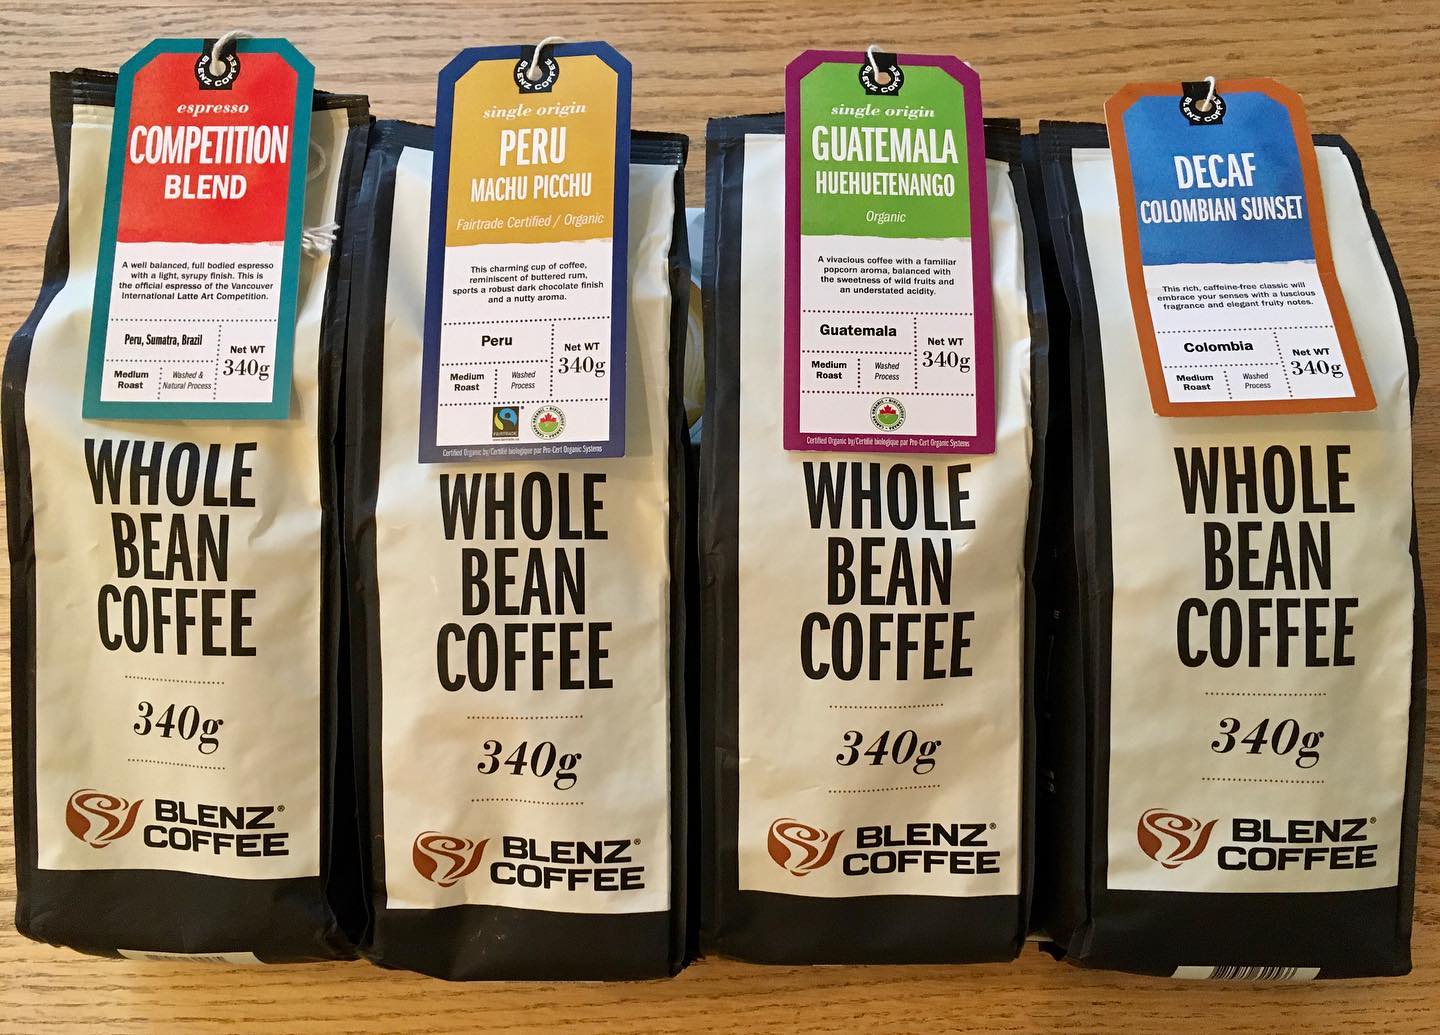 BLENZ COFFEE
espresso
COMPETITION
BLEND
A well balanced, full bodied espresso
with a light, syrupy finish. This is
the official espresso of the Vancouver
International Latte Art Competition.
Peru, Sumatra, Brazil
Net WT
340g
Medium
Roast
Washed &
Natural Process
WHOLE
BEAN
COFFEE
340g
BLENZ®
COFFEE
BLENZ COFFEE
single origin
PERU
MACHU PICCHU
Fairtrade Certified / Organic
This charming cup of coffee,
reminiscent of buttered rum,
sports a robust dark chocolate finish
and a nutty aroma.
Peru
Net WT
340g
Medium
Roast
Washed
Process
FAIRTRADE
Certified Organic by/Certifié biologique par Pro-Cert Organic Systems
WHOLE
BEAN
COFFEE
340g
BLENZ®
COFFEE
BLENZ COFFEE
single origin
GUATEMALA
HUEHUETENANGO
Organic
A vivacious coffee with a familiar
popcorn aroma, balanced with
the sweetness of wild fruits and
an understated acidity.
Guatemala
Net WT
340g
Medium
Roast
Washed
Process
Certified Organic by/Certifié biologique par Pro-Cert Organic Systems
WHOLE
BEAN
COFFEE
340g
BLENZ®
COFFEE
BLENZ COFFEE
DECAF
COLOMBIAN SUNSET
This rich, caffeine-free classic will
embrace your senses with a luscious
fragrance and elegant fruity notes.
Colombia
Net WT
340g
Medium
Roast
Washed
Process
WHOLE
BEAN
COFFEE
340g
BLENZ®
COFFEE